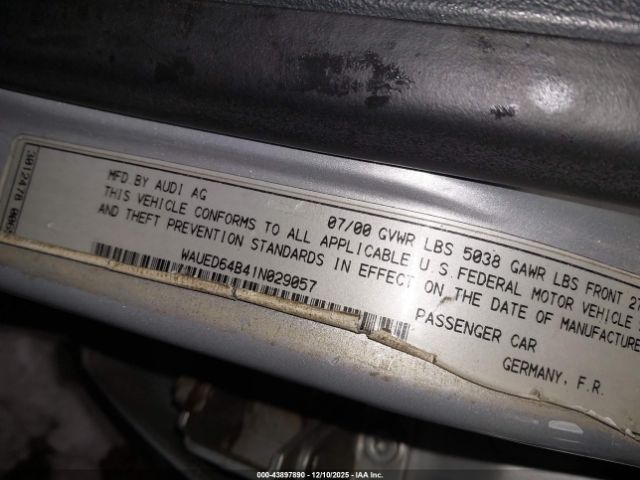 MFD BY AUDI AG 07/00 GVWR LBS 5038 GAWR LBS FRONT
THIS VEHICLE CONFORMS TO ALL APPLICABLE U.S. FEDERAL MOTOR VEHICLE
AND THEFT PREVENTION STANDARDS IN EFFECT ON THE DATE OF MANUFACTURE
WAUED64B41N029057 PASSENGER CAR
GERMANY, F.R.
000-43897890 - 12/10/2025 - IAA Inc.